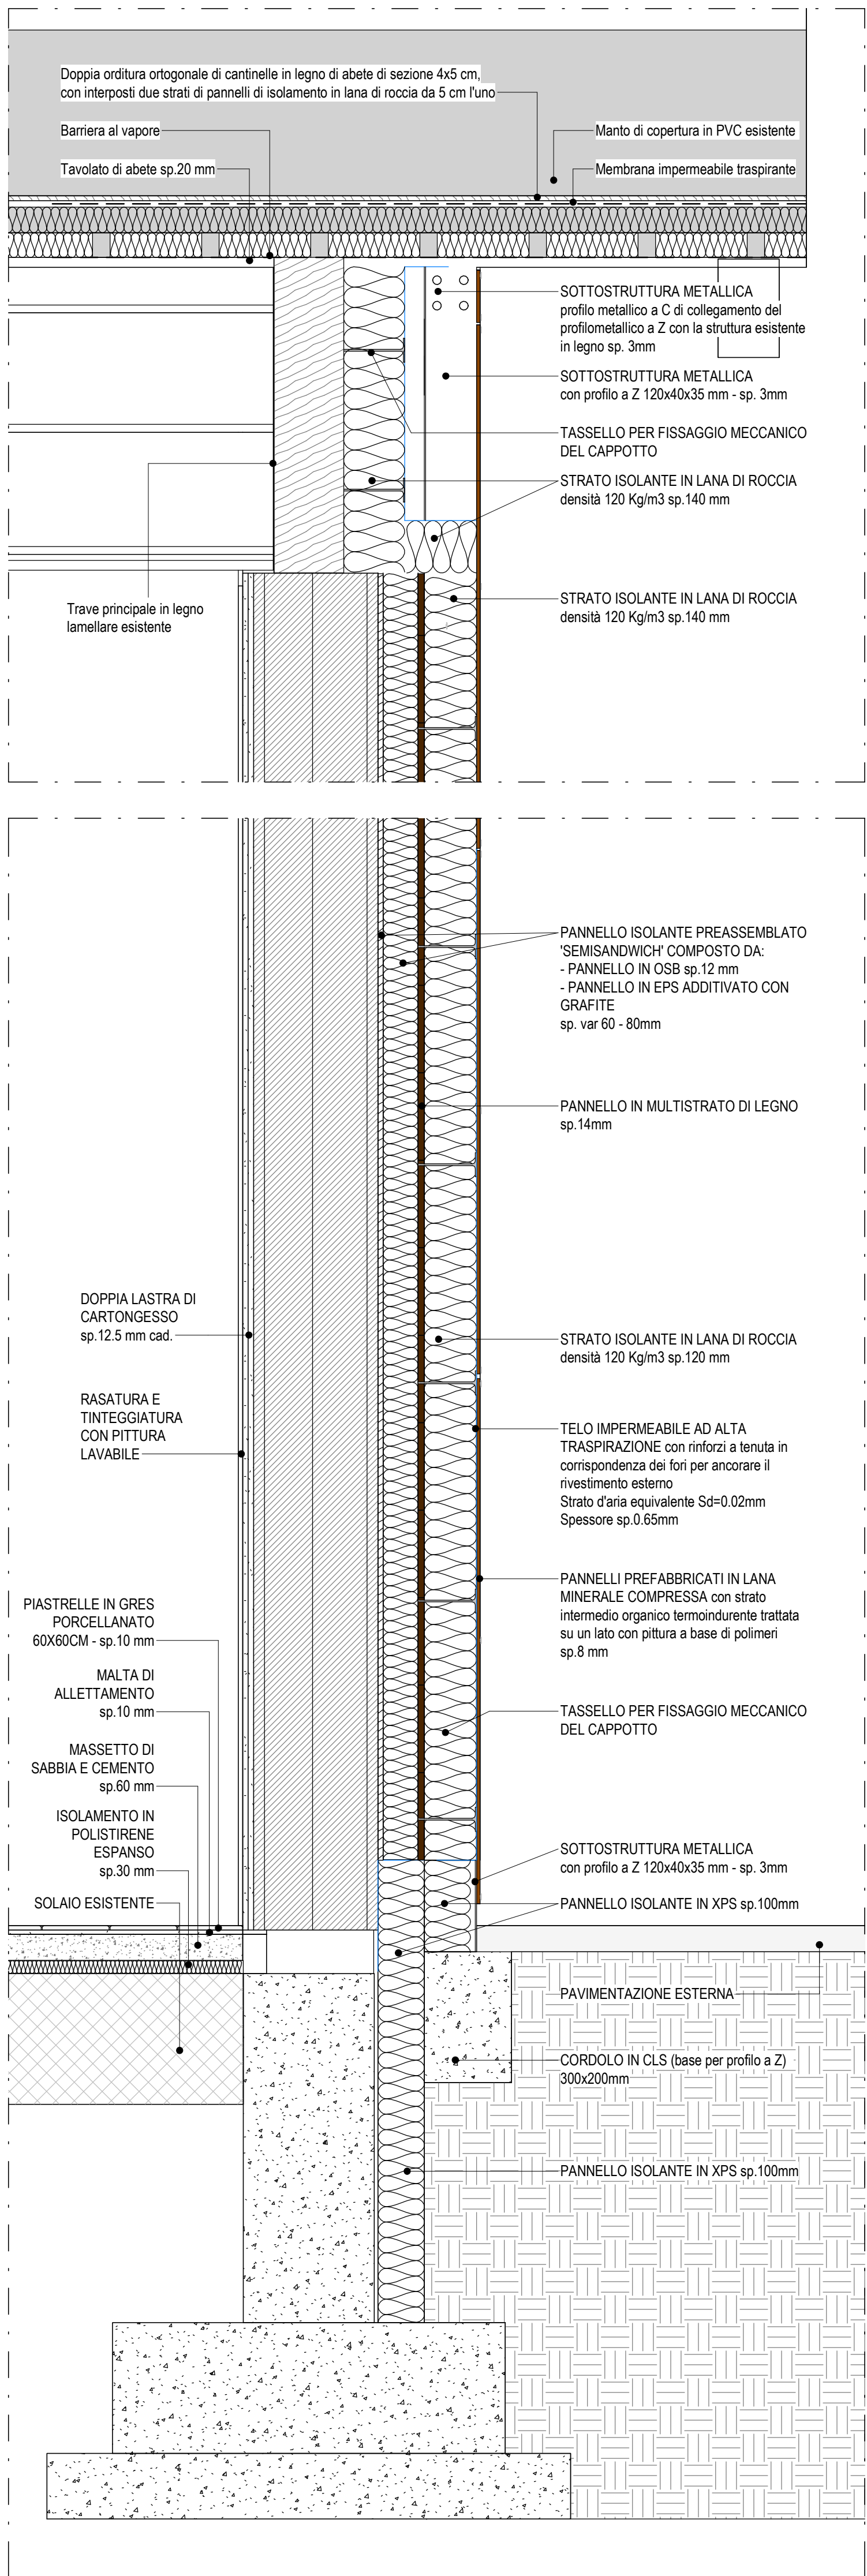 Doppia orditura ortogonale di cantinelle in legno di abete di sezione 4x5 cm,
con interposti due strati di pannelli di isolamento in lana di roccia da 5 cm l'uno
Barriera al vapore
Manto di copertura in PVC esistente
Tavolato di abete sp.20 mm
Membrana impermeabile traspirante
SOTTOSTRUTTURA METALLICA
profilo metallico a C di collegamento del
profilometallico a Z con la struttura esistente
in legno sp. 3mm
SOTTOSTRUTTURA METALLICA
con profilo a Z 120x40x35 mm - sp. 3mm
TASSELLO PER FISSAGGIO MECCANICO
DEL CAPPOTTO
STRATO ISOLANTE IN LANA DI ROCCIA
densità 120 Kg/m3 sp.140 mm
Trave principale in legno
lamellare esistente
STRATO ISOLANTE IN LANA DI ROCCIA
densità 120 Kg/m3 sp.140 mm
PANNELLO ISOLANTE PREASSEMBLATO
'SEMISANDWICH' COMPOSTO DA:
- PANNELLO IN OSB sp.12 mm
- PANNELLO IN EPS ADDITIVATO CON
GRAFITE
sp. var 60 - 80mm
PANNELLO IN MULTISTRATO DI LEGNO
sp.14mm
DOPPIA LASTRA DI
CARTONGESSO
sp.12.5 mm cad.
STRATO ISOLANTE IN LANA DI ROCCIA
densità 120 Kg/m3 sp.120 mm
RASATURA E
TINTEGGIATURA
CON PITTURA
LAVABILE
TELO IMPERMEABILE AD ALTA
TRASPIRAZIONE con rinforzi a tenuta in
corrispondenza dei fori per ancorare il
rivestimento esterno
Strato d'aria equivalente Sd=0.02mm
Spessore sp.0.65mm
PANNELLI PREFABBRICATI IN LANA
MINERALE COMPRESSA con strato
intermedio organico termoindurente trattata
su un lato con pittura a base di polimeri
sp.8 mm
PIASTRELLE IN GRES
PORCELLANATO
60X60CM - sp.10 mm
MALTA DI
ALLETTAMENTO
sp.10 mm
TASSELLO PER FISSAGGIO MECCANICO
DEL CAPPOTTO
MASSETTO DI
SABBIA E CEMENTO
sp.60 mm
ISOLAMENTO IN
POLISTIRENE
ESPANSO
sp.30 mm
SOLAIO ESISTENTE
SOTTOSTRUTTURA METALLICA
con profilo a Z 120x40x35 mm - sp. 3mm
PANNELLO ISOLANTE IN XPS sp.100mm
PAVIMENTAZIONE ESTERNA
CORDOLO IN CLS (base per profilo a Z)
300x200mm
PANNELLO ISOLANTE IN XPS sp.100mm